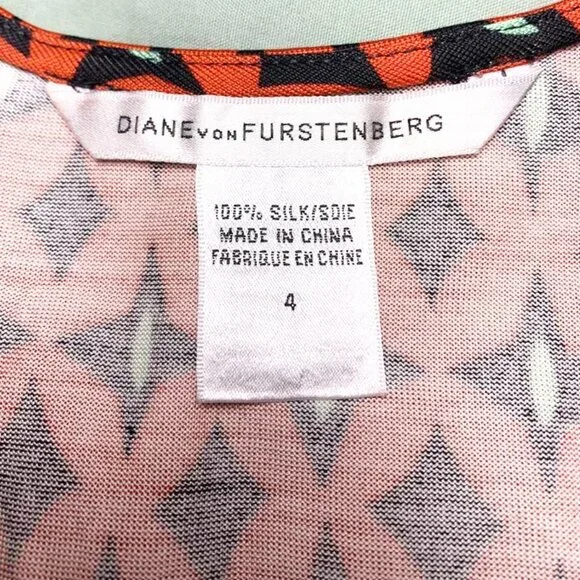 DIANE VON FURSTENBERG
100% SILK/SOIE
MADE IN CHINA
FABRIQUE EN CHINE
4